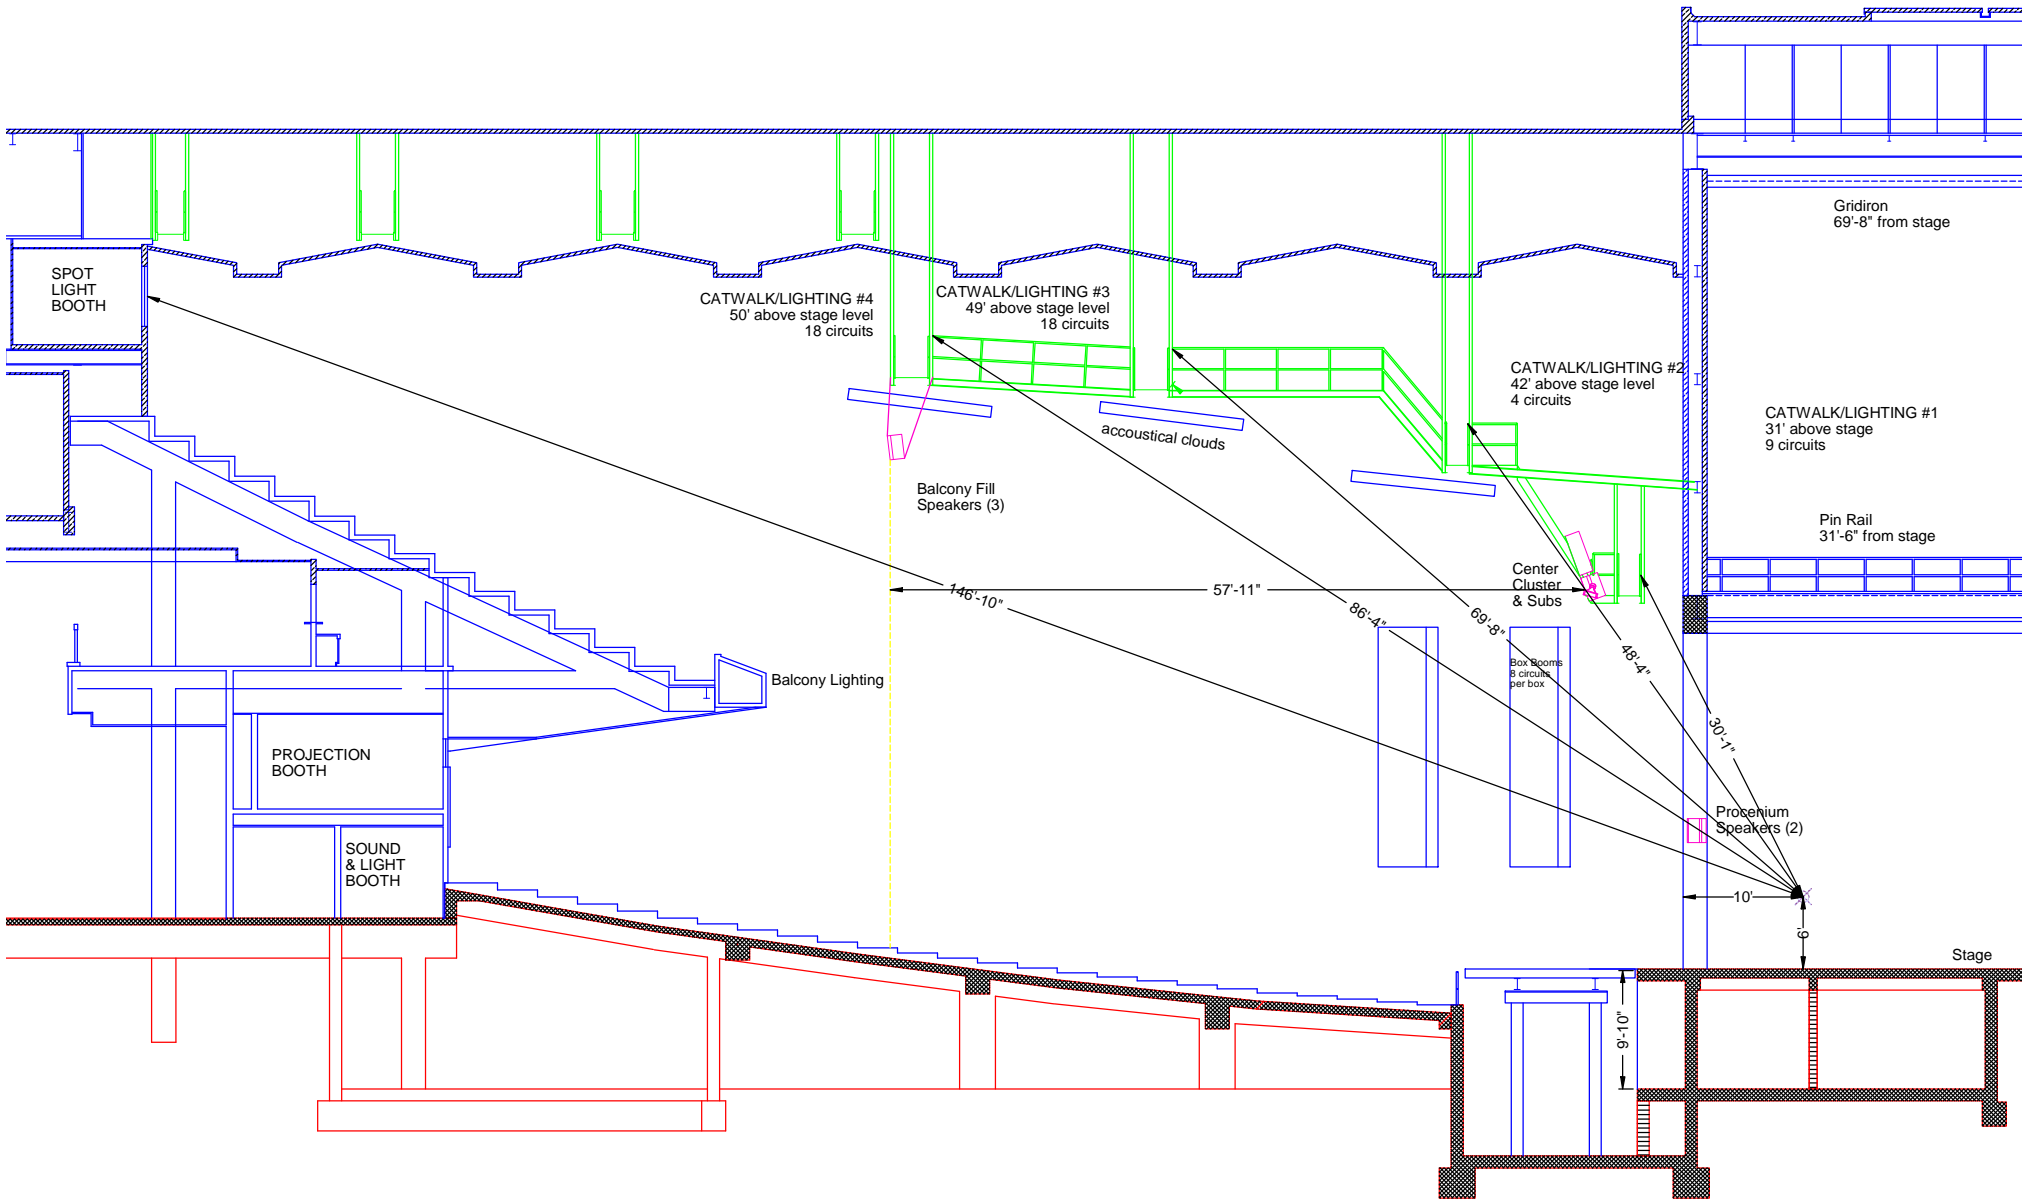 Gridiron
69'-8" from stage
SPOT
LIGHT
BOOTH
CATWALK/LIGHTING #4
50' above stage level
18 circuits
CATWALK/LIGHTING #3
49' above stage level
18 circuits
CATWALK/LIGHTING #2
42' above stage level
4 circuits
CATWALK/LIGHTING #1
31' above stage
9 circuits
accoustical clouds
Balcony Fill
Speakers (3)
Pin Rail
31'-6" from stage
Center
Cluster
& Subs
146'-10"
57'-11"
86'-4"
69'-8"
48'-4"
30'-1"
Box Booms
8 circuits
per box
Balcony Lighting
PROJECTION
BOOTH
Procenium
Speakers (2)
SOUND
& LIGHT
BOOTH
10'
6'
Stage
9'-10"